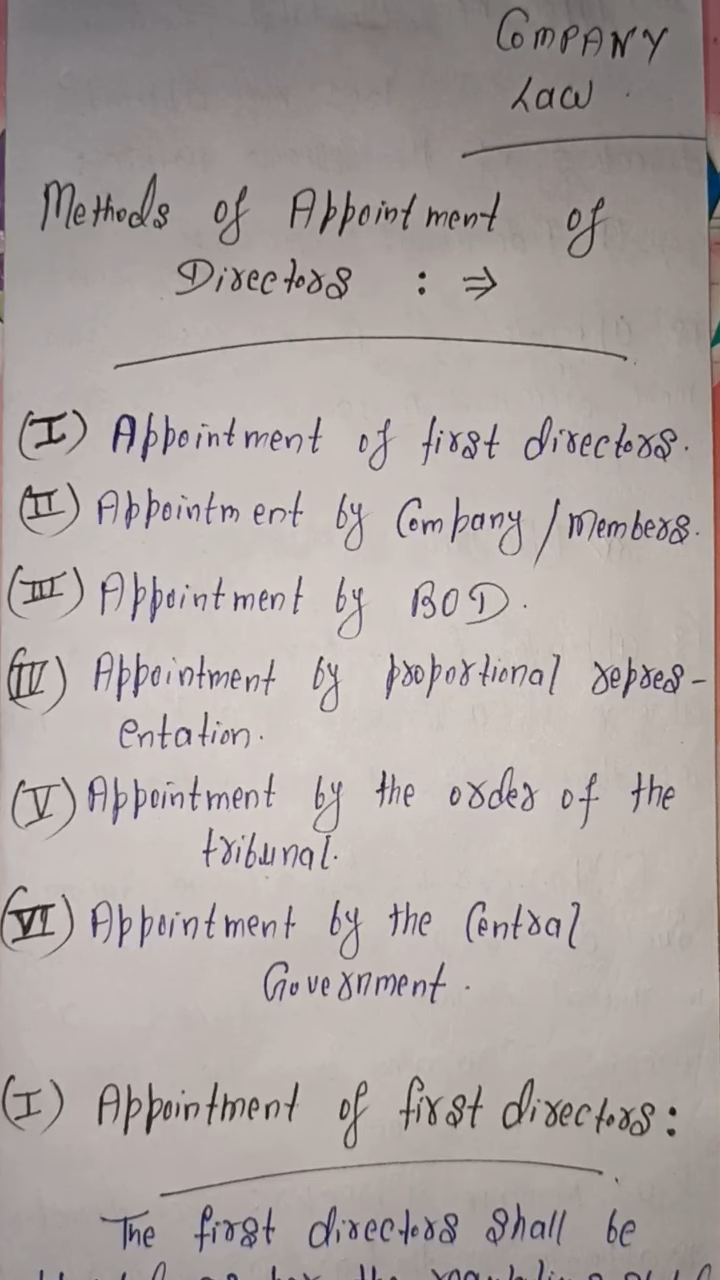 COMPANY
Law.
Methods of Appointment of
Directors : ⇒
(I) Appointment of first directors.
(II) Appointment by Company / Members.
(III) Appointment by BOD.
(IV) Appointment by proportional repres-
entation.
(V) Appointment by the order of the
tribunal.
(VI) Appointment by the Central
Government.
(I) Appointment of first directors:
The first directors shall be